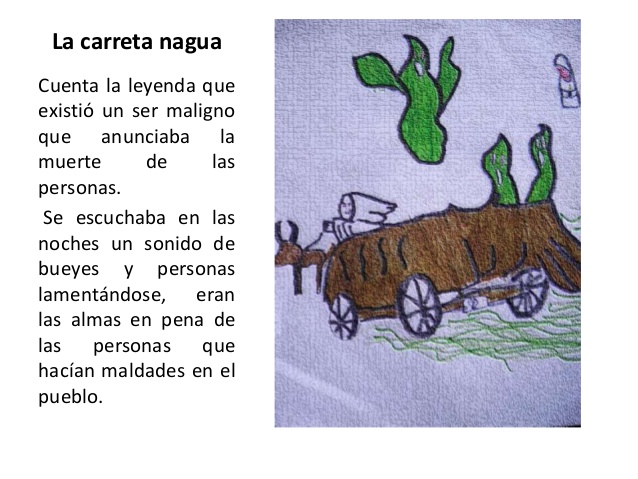 La carreta nagua
Cuenta la leyenda que
existió un ser maligno
que anunciaba la
muerte de las
personas.
Se escuchaba en las
noches un sonido de
bueyes y personas
lamentándose, eran
las almas en pena de
las personas que
hacían maldades en el
pueblo.